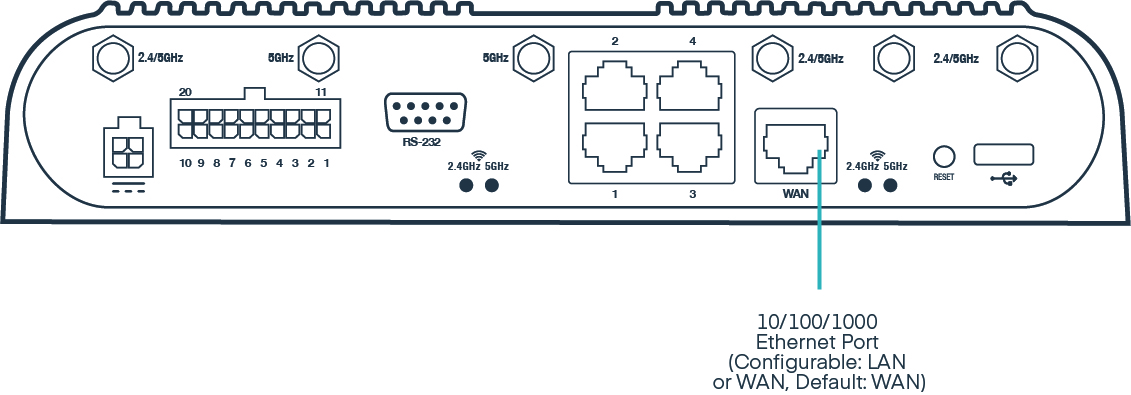 2 4
2.4/5GHz 5GHz 5GHz 2.4/5GHz 2.4/5GHz
20 11
RS-232
10 9 8 7 6 5 4 3 2 1
2.4GHz 5GHz
2.4GHz 5GHz
RESET
1 3 WAN
10/100/1000
Ethernet Port
(Configurable: LAN
or WAN, Default: WAN)